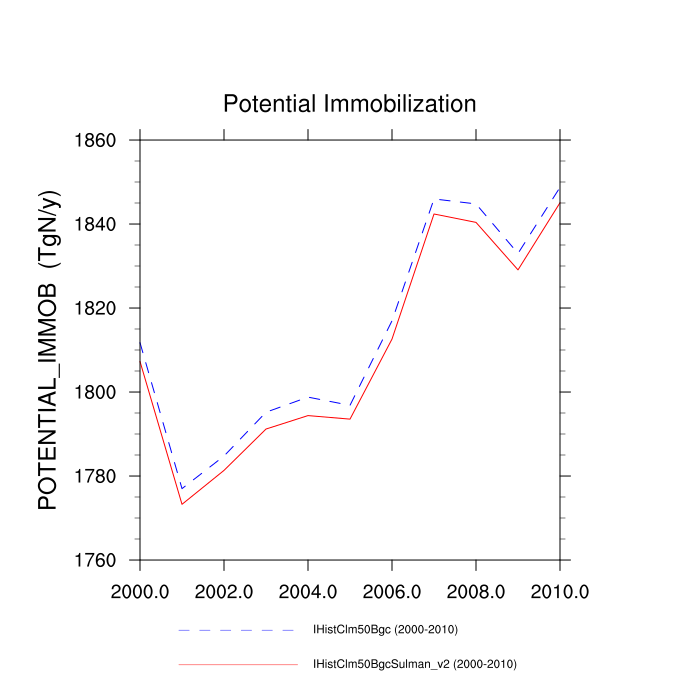 Potential Immobilization
POTENTIAL_IMMOB (TgN/y)
1860
1840
1820
1800
1780
1760
2000.0 2002.0 2004.0 2006.0 2008.0 2010.0
IHistClm50Bgc (2000-2010)
IHistClm50BgcSulman_v2 (2000-2010)